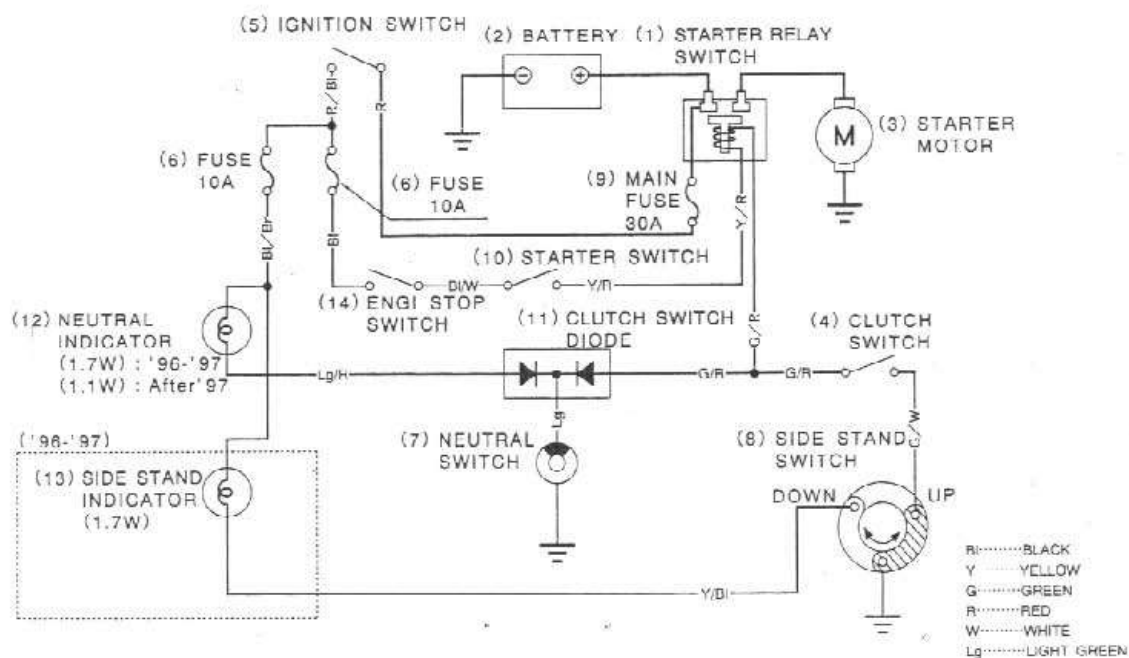 (5) IGNITION SWITCH
(2) BATTERY
(1) STARTER RELAY
SWITCH
R/Bl
R
M
(3) STARTER
MOTOR
(6) FUSE
10A
(6) FUSE
10A
(9) MAIN
FUSE
30A
Y/R
Bl/Br
Bl
(10) STARTER SWITCH
Bl/W
Y/R
(14) ENGI STOP
SWITCH
(12) NEUTRAL
INDICATOR
(1.7W) : '96-'97
(1.1W) : After'97
(11) CLUTCH SWITCH
DIODE
G/R
(4) CLUTCH
SWITCH
Lg/H
G/R
G/R
Lg
G/W
('96-'97)
(7) NEUTRAL
SWITCH
(8) SIDE STAND
SWITCH
(13) SIDE STAND
INDICATOR
(1.7W)
DOWN
UP
Y/Bl
Bl········BLACK
Y ········YELLOW
G········GREEN
R········RED
W········WHITE
Lg········LIGHT GREEN